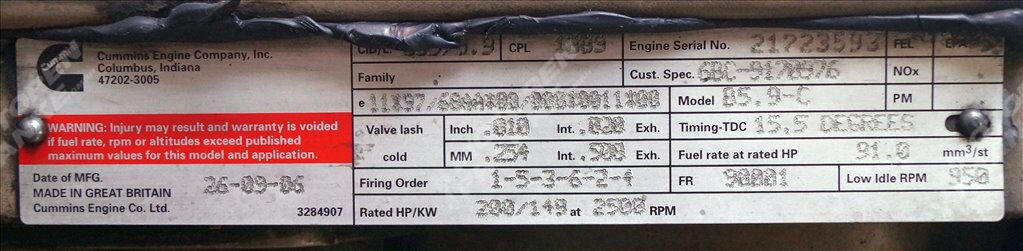 Cummins Engine Company, Inc.
Columbus, Indiana
47202-3005
WARNING: Injury may result and warranty is voided
if fuel rate, rpm or altitudes exceed published
maximum values for this model and application.
Date of MFG. 26-09-06
MADE IN GREAT BRITAIN
Cummins Engine Co. Ltd. 3284907
CID/L. CPL 1389 Engine Serial No. 21723593 FEL EPA
Family Cust. Spec. NOx
e Model B5.9-C PM
Valve lash Inch .010 Int. .020 Exh. Timing-TDC 15.5 DEGREES
cold MM .254 Int. .508 Exh. Fuel rate at rated HP 91.0 mm³/st
Firing Order 1-5-3-6-2-4 FR 90001 Low Idle RPM 950
Rated HP/KW 200/149 at 2500 RPM